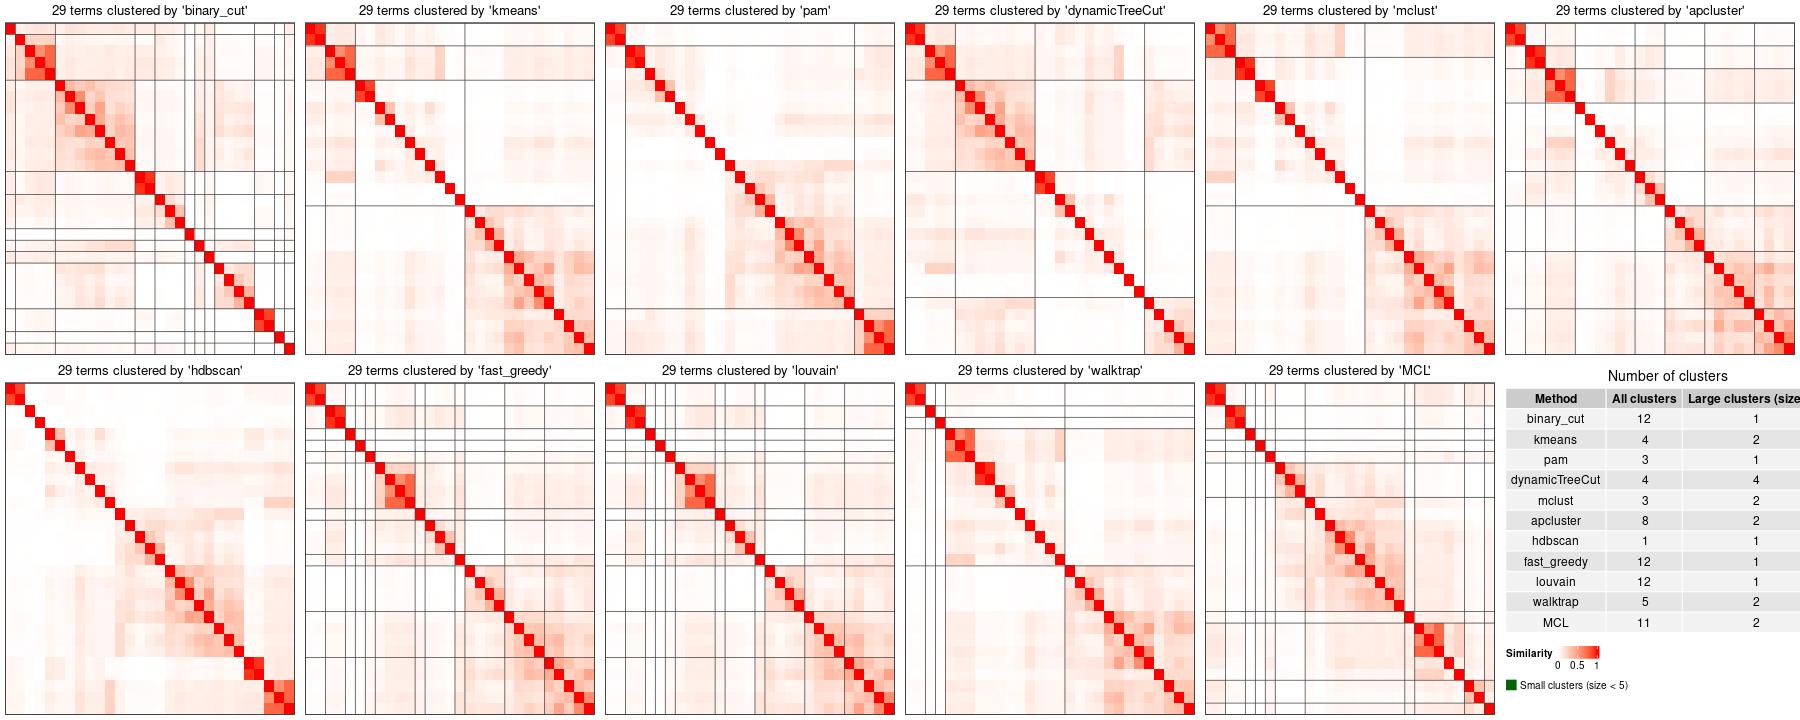 29 terms clustered by 'binary_cut'
29 terms clustered by 'kmeans'
29 terms clustered by 'pam'
29 terms clustered by 'dynamicTreeCut'
29 terms clustered by 'mclust'
29 terms clustered by 'apcluster'
29 terms clustered by 'hdbscan'
29 terms clustered by 'fast_greedy'
29 terms clustered by 'louvain'
29 terms clustered by 'walktrap'
29 terms clustered by 'MCL'
Number of clusters
Method All clusters Large clusters (size
binary_cut 12 1
kmeans 4 2
pam 3 1
dynamicTreeCut 4 4
mclust 3 2
apcluster 8 2
hdbscan 1 1
fast_greedy 12 1
louvain 12 1
walktrap 5 2
MCL 11 2
Similarity
0 0.5 1
Small clusters (size < 5)